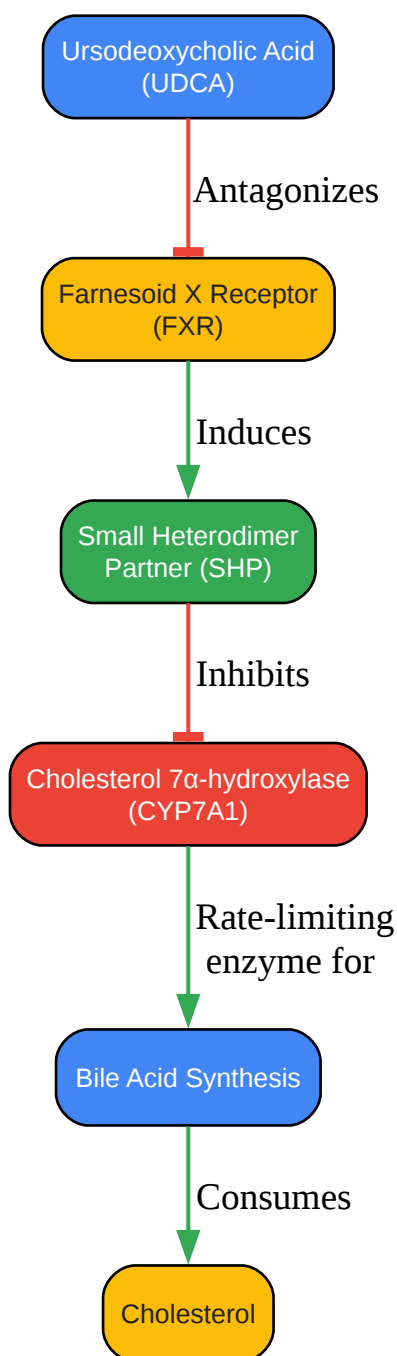 Ursodeoxycholic Acid
(UDCA)
Antagonizes
Farnesoid X Receptor
(FXR)
Induces
Small Heterodimer
Partner (SHP)
Inhibits
Cholesterol 7α-hydroxylase
(CYP7A1)
Rate-limiting
enzyme for
Bile Acid Synthesis
Consumes
Cholesterol